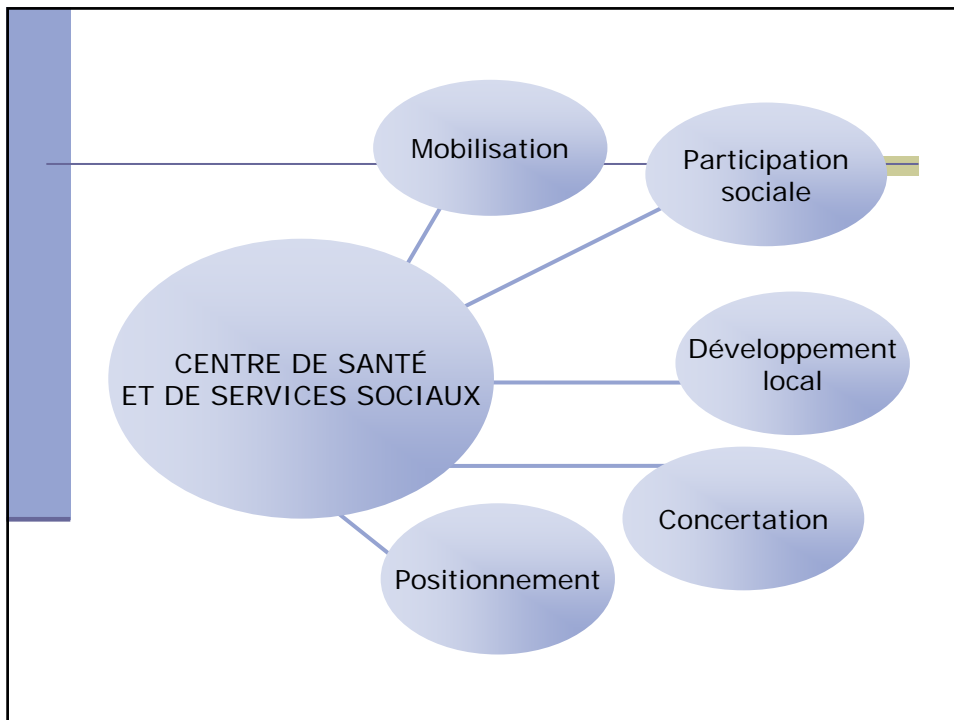 Mobilisation
Participation
sociale
CENTRE DE SANTÉ
ET DE SERVICES SOCIAUX
Développement
local
Concertation
Positionnement